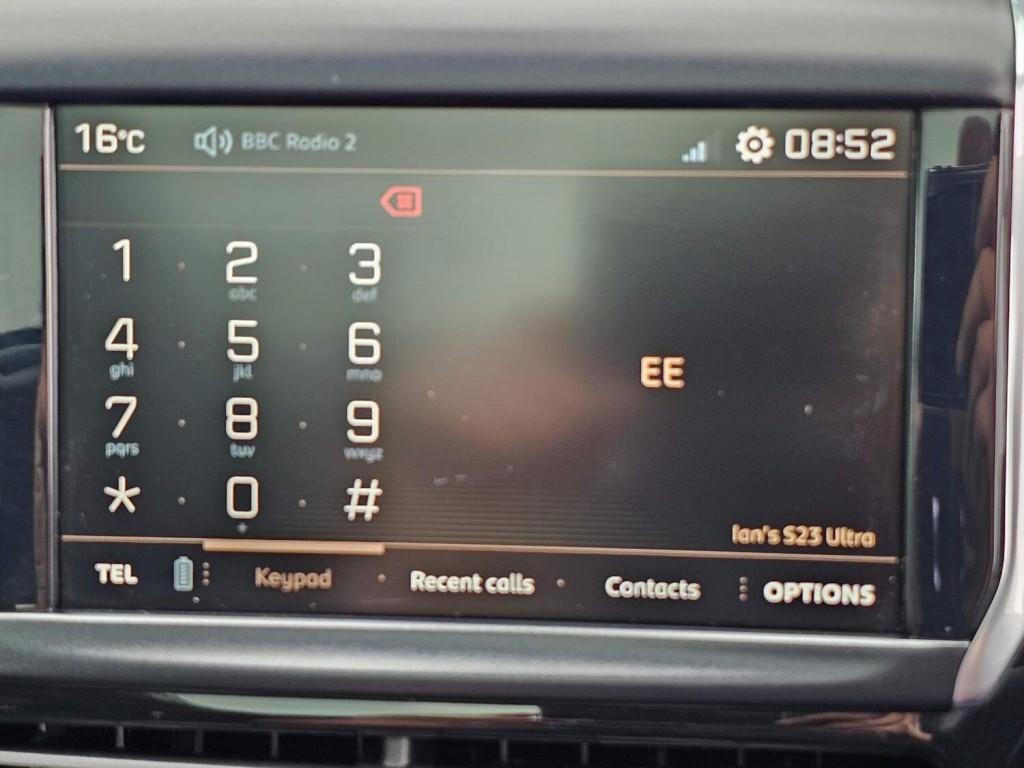 16°C BBC Radio 2 08:52
1 2 3
abc def
4 5 6
ghi jkl mno
EE
7 8 9
pqrs tuv wxyz
* 0 #
*
Ian's S23 Ultra
TEL Keypad Recent calls Contacts OPTIONS